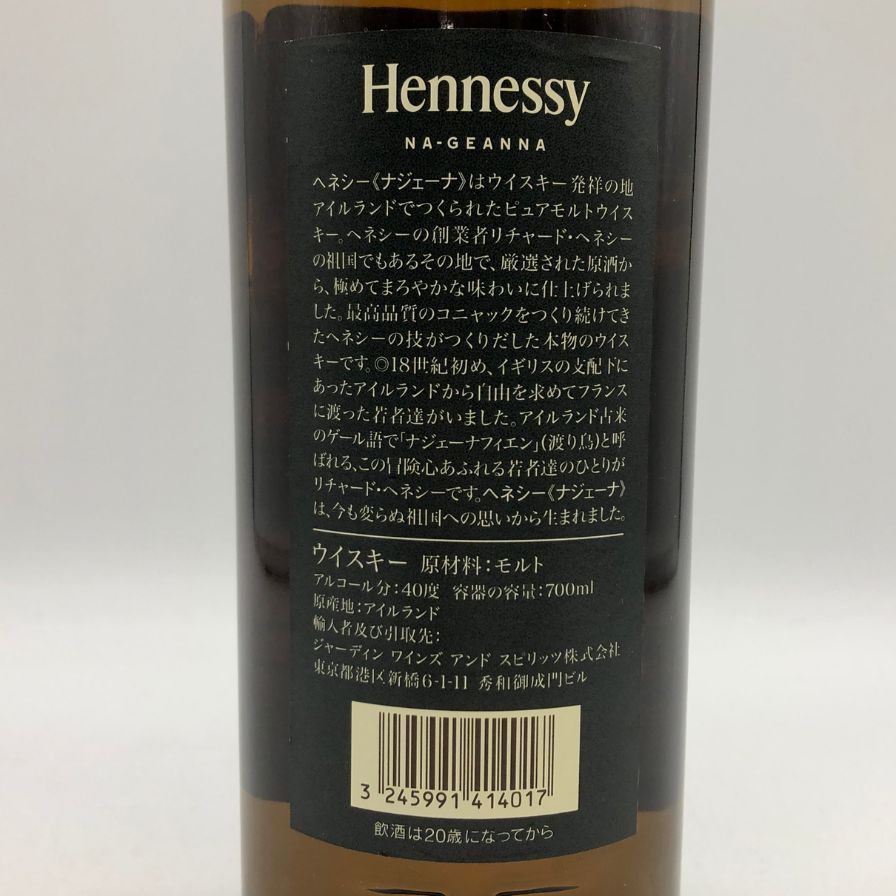 Hennessy
NA-GEANNA
ヘネシー《ナジェーナ》はウイスキー発祥の地
アイルランドでつくられたピュアモルトウイス
キー。ヘネシーの創業者リチャード・ヘネシー
の祖国でもあるその地で、厳選された原酒か
ら、極めてまろやかな味わいに仕上げられま
した。最高品質のコニャックをつくり続けてき
たヘネシーの技がつくりだした本物のウイス
キーです。◎18世紀初め、イギリスの支配下に
あったアイルランドから自由を求めてフランス
に渡った若者達がいました。アイルランド古来
のゲール語で「ナジェーナフィエン」(渡り鳥)と呼
ばれる、この冒険心あふれる若者達のひとりが
リチャード・ヘネシーです。ヘネシー《ナジェーナ》
は、今も変らぬ祖国への思いから生まれました。
ウイスキー 原材料:モルト
アルコール分:40度 容器の容量:700ml
原産地:アイルランド
輸入者及び引取先:
ジャーディン ワインズ アンド スピリッツ株式会社
東京都港区新橋6-1-11 秀和御成門ビル
3 245991 414017
飲酒は20歳になってから